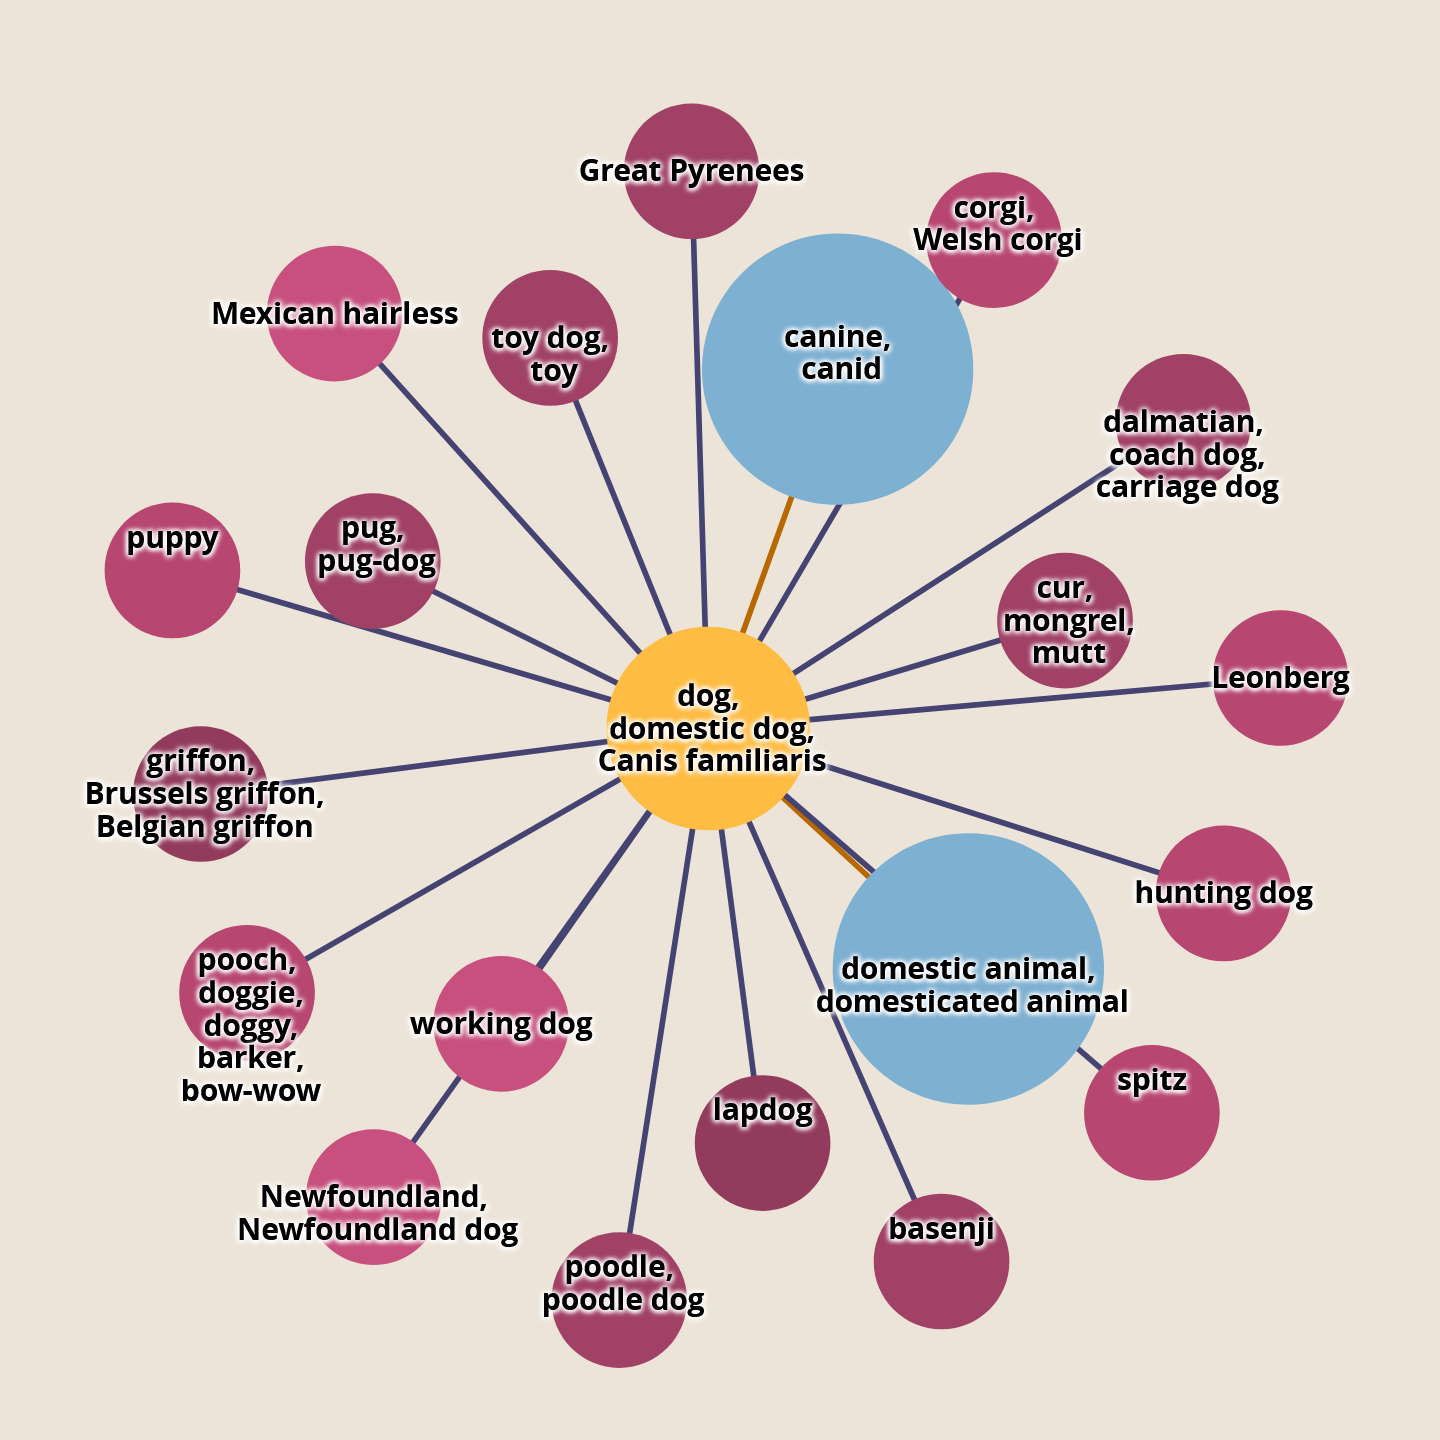 Great Pyrenees
corgi,
Welsh corgi
Mexican hairless
toy dog,
toy
canine,
canid
dalmatian,
coach dog,
carriage dog
puppy
pug,
pug-dog
cur,
mongrel,
mutt
Leonberg
dog,
domestic dog,
Canis familiaris
griffon,
Brussels griffon,
Belgian griffon
hunting dog
pooch,
doggie,
doggy,
barker,
bow-wow
working dog
domestic animal,
domesticated animal
spitz
lapdog
Newfoundland,
Newfoundland dog
basenji
poodle,
poodle dog